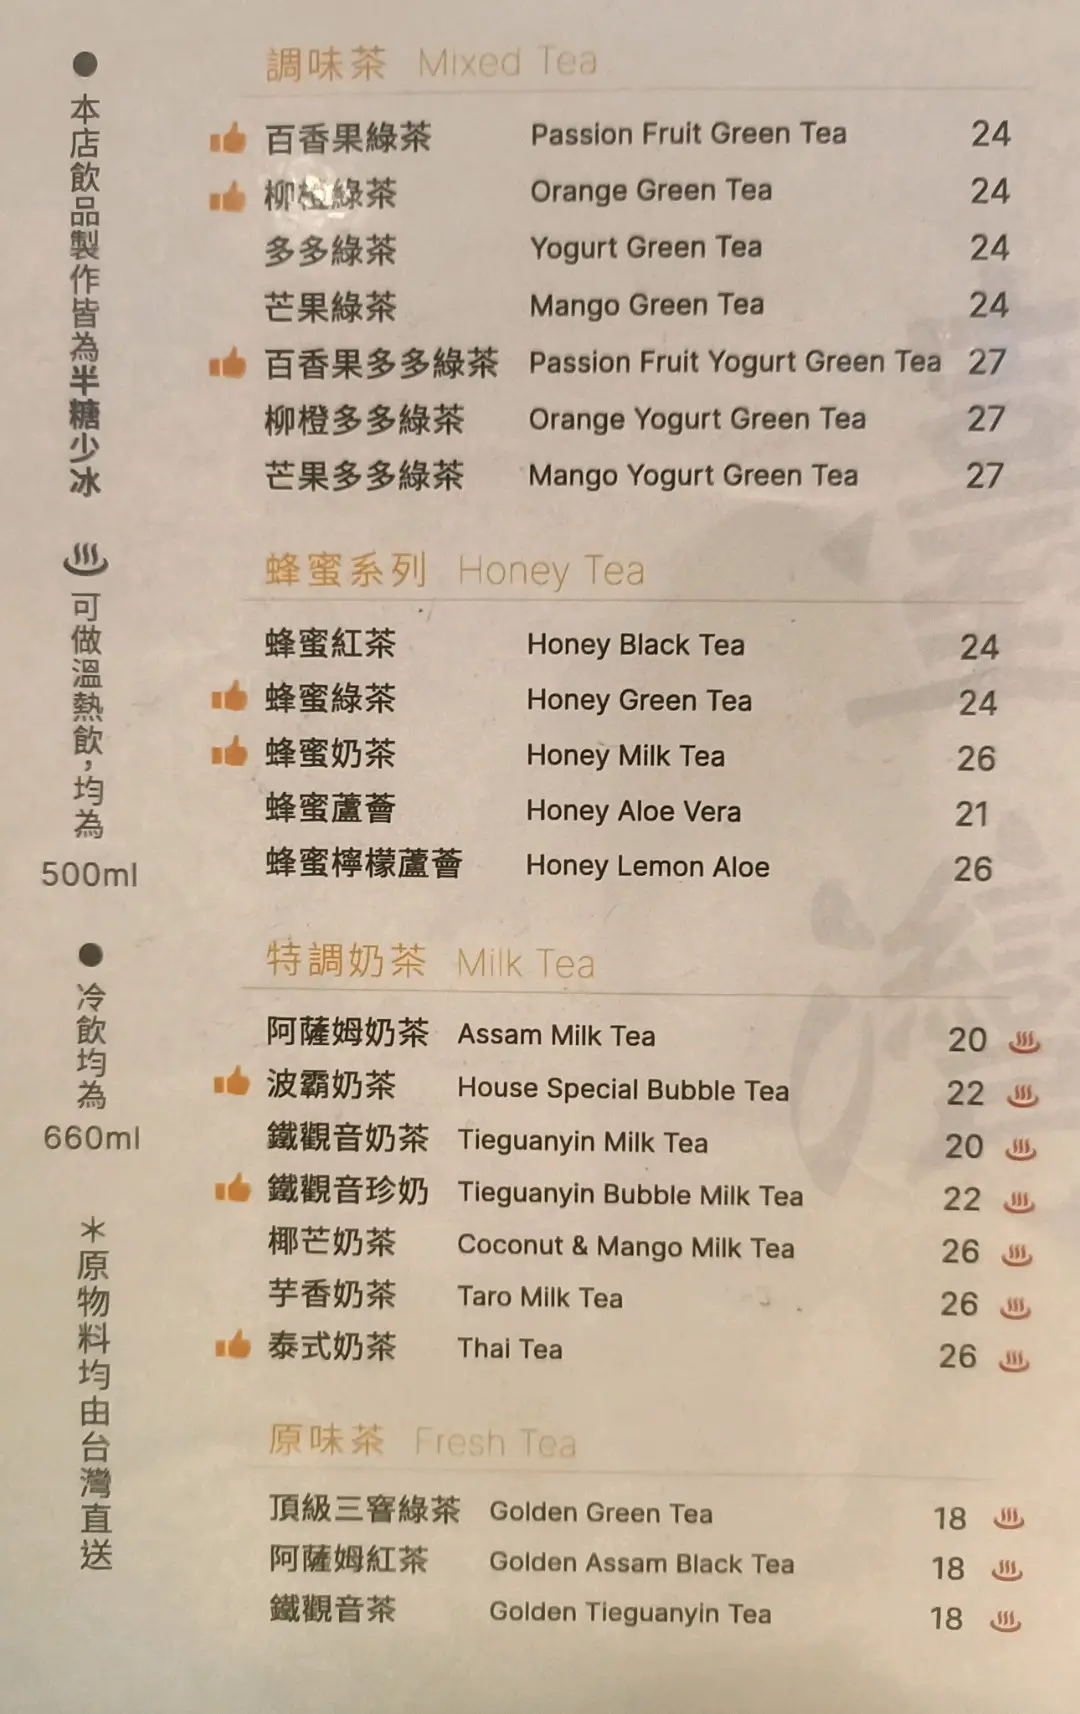 ● 本店飲品製作皆為半糖少冰
可做溫熱飲，均為
500ml
● 冷飲均為
660ml
＊原物料均由台灣直送
調味茶 Mixed Tea
百香果綠茶 Passion Fruit Green Tea 24
柳橙綠茶 Orange Green Tea 24
多多綠茶 Yogurt Green Tea 24
芒果綠茶 Mango Green Tea 24
百香果多多綠茶 Passion Fruit Yogurt Green Tea 27
柳橙多多綠茶 Orange Yogurt Green Tea 27
芒果多多綠茶 Mango Yogurt Green Tea 27
蜂蜜系列 Honey Tea
蜂蜜紅茶 Honey Black Tea 24
蜂蜜綠茶 Honey Green Tea 24
蜂蜜奶茶 Honey Milk Tea 26
蜂蜜蘆薈 Honey Aloe Vera 21
蜂蜜檸檬蘆薈 Honey Lemon Aloe 26
特調奶茶 Milk Tea
阿薩姆奶茶 Assam Milk Tea 20
波霸奶茶 House Special Bubble Tea 22
鐵觀音奶茶 Tieguanyin Milk Tea 20
鐵觀音珍奶 Tieguanyin Bubble Milk Tea 22
椰芒奶茶 Coconut & Mango Milk Tea 26
芋香奶茶 Taro Milk Tea 26
泰式奶茶 Thai Tea 26
原味茶 Fresh Tea
頂級三窨綠茶 Golden Green Tea 18
阿薩姆紅茶 Golden Assam Black Tea 18
鐵觀音茶 Golden Tieguanyin Tea 18
臺灣